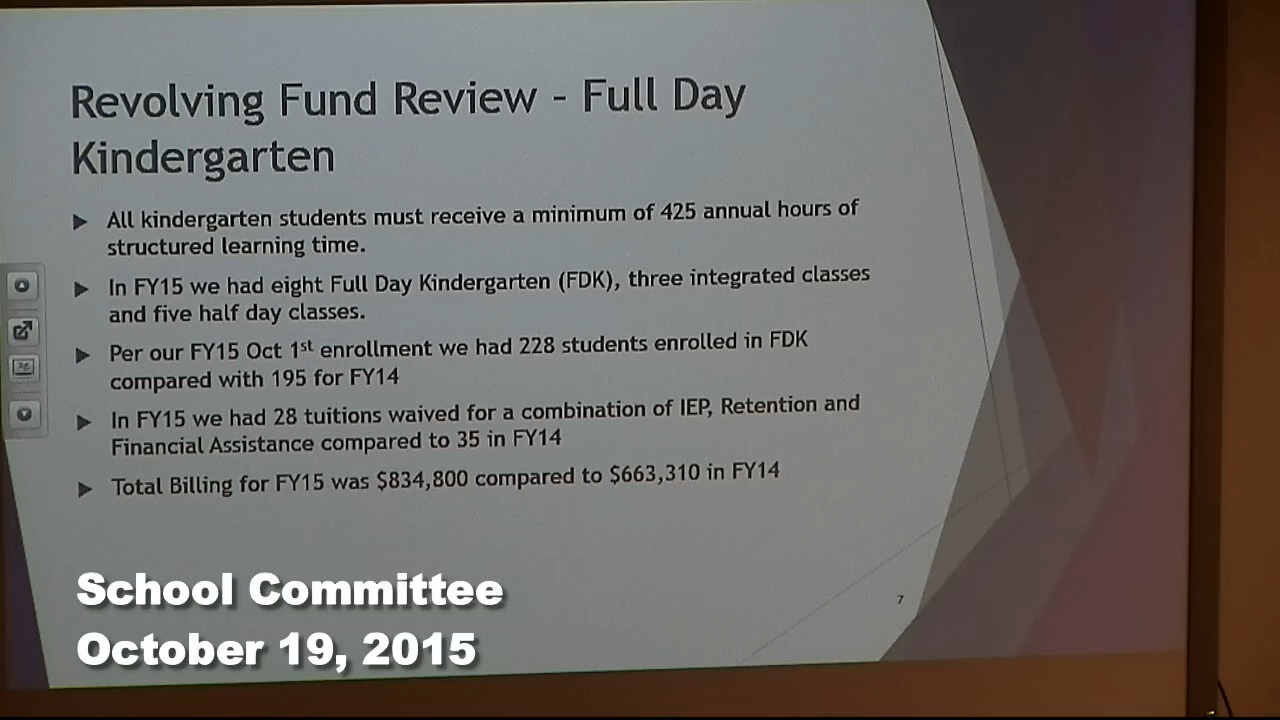 Revolving Fund Review - Full Day
Kindergarten
All kindergarten students must receive a minimum of 425 annual hours of
structured learning time.
In FY15 we had eight Full Day Kindergarten (FDK), three integrated classes
and five half day classes.
Per our FY15 Oct 1st enrollment we had 228 students enrolled in FDK
compared with 195 for FY14
In FY15 we had 28 tuitions waived for a combination of IEP, Retention and
Financial Assistance compared to 35 in FY14
Total Billing for FY15 was $834,800 compared to $663,310 in FY14
7
School Committee
October 19, 2015